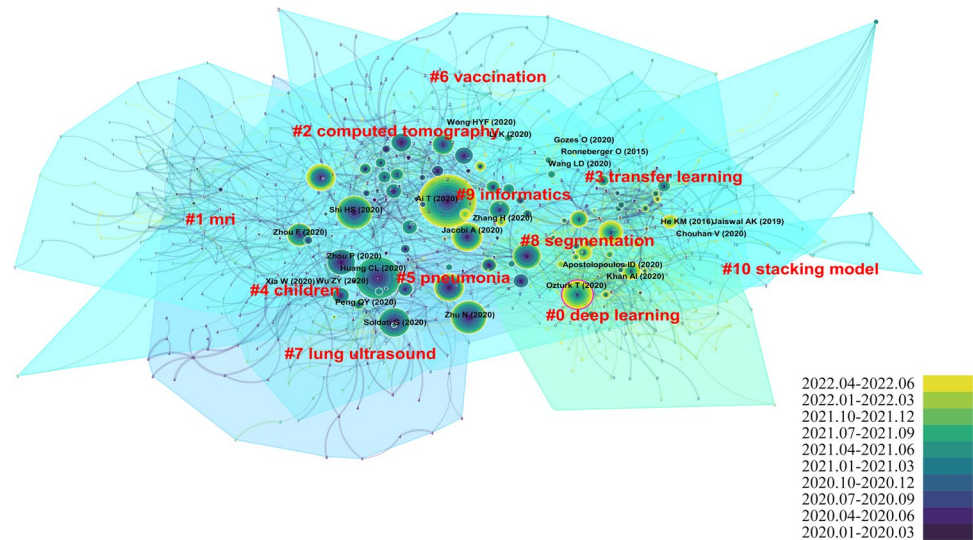 #6 vaccination
Wong HYF (2020)
#2 computed tomography
K (2020)
Gozes O (2020)
Ronneberger O (2015)
Wang LD (2020)
#3 transfer learning
#9 informatics
Ai T (2020)
Shi HS (2020)
#1 mri
Zhang H (2020)
He KM (2016)
Jaiswal AK (2019)
Zhou F (2020)
Jacobi A (2020)
Chouhan V (2020)
#8 segmentation
Zhou P (2020)
Huang CL (2020)
Apostolopoulos ID (2020)
#10 stacking model
Xia W (2020)
Wu ZY (2020)
#5 pneumonia
Khan AI (2020)
#4 children
Ozturk T (2020)
Peng QY (2020)
Zhu N (2020)
#0 deep learning
Soldati G (2020)
#7 lung ultrasound
2022.04-2022.06
2022.01-2022.03
2021.10-2021.12
2021.07-2021.09
2021.04-2021.06
2021.01-2021.03
2020.10-2020.12
2020.07-2020.09
2020.04-2020.06
2020.01-2020.03